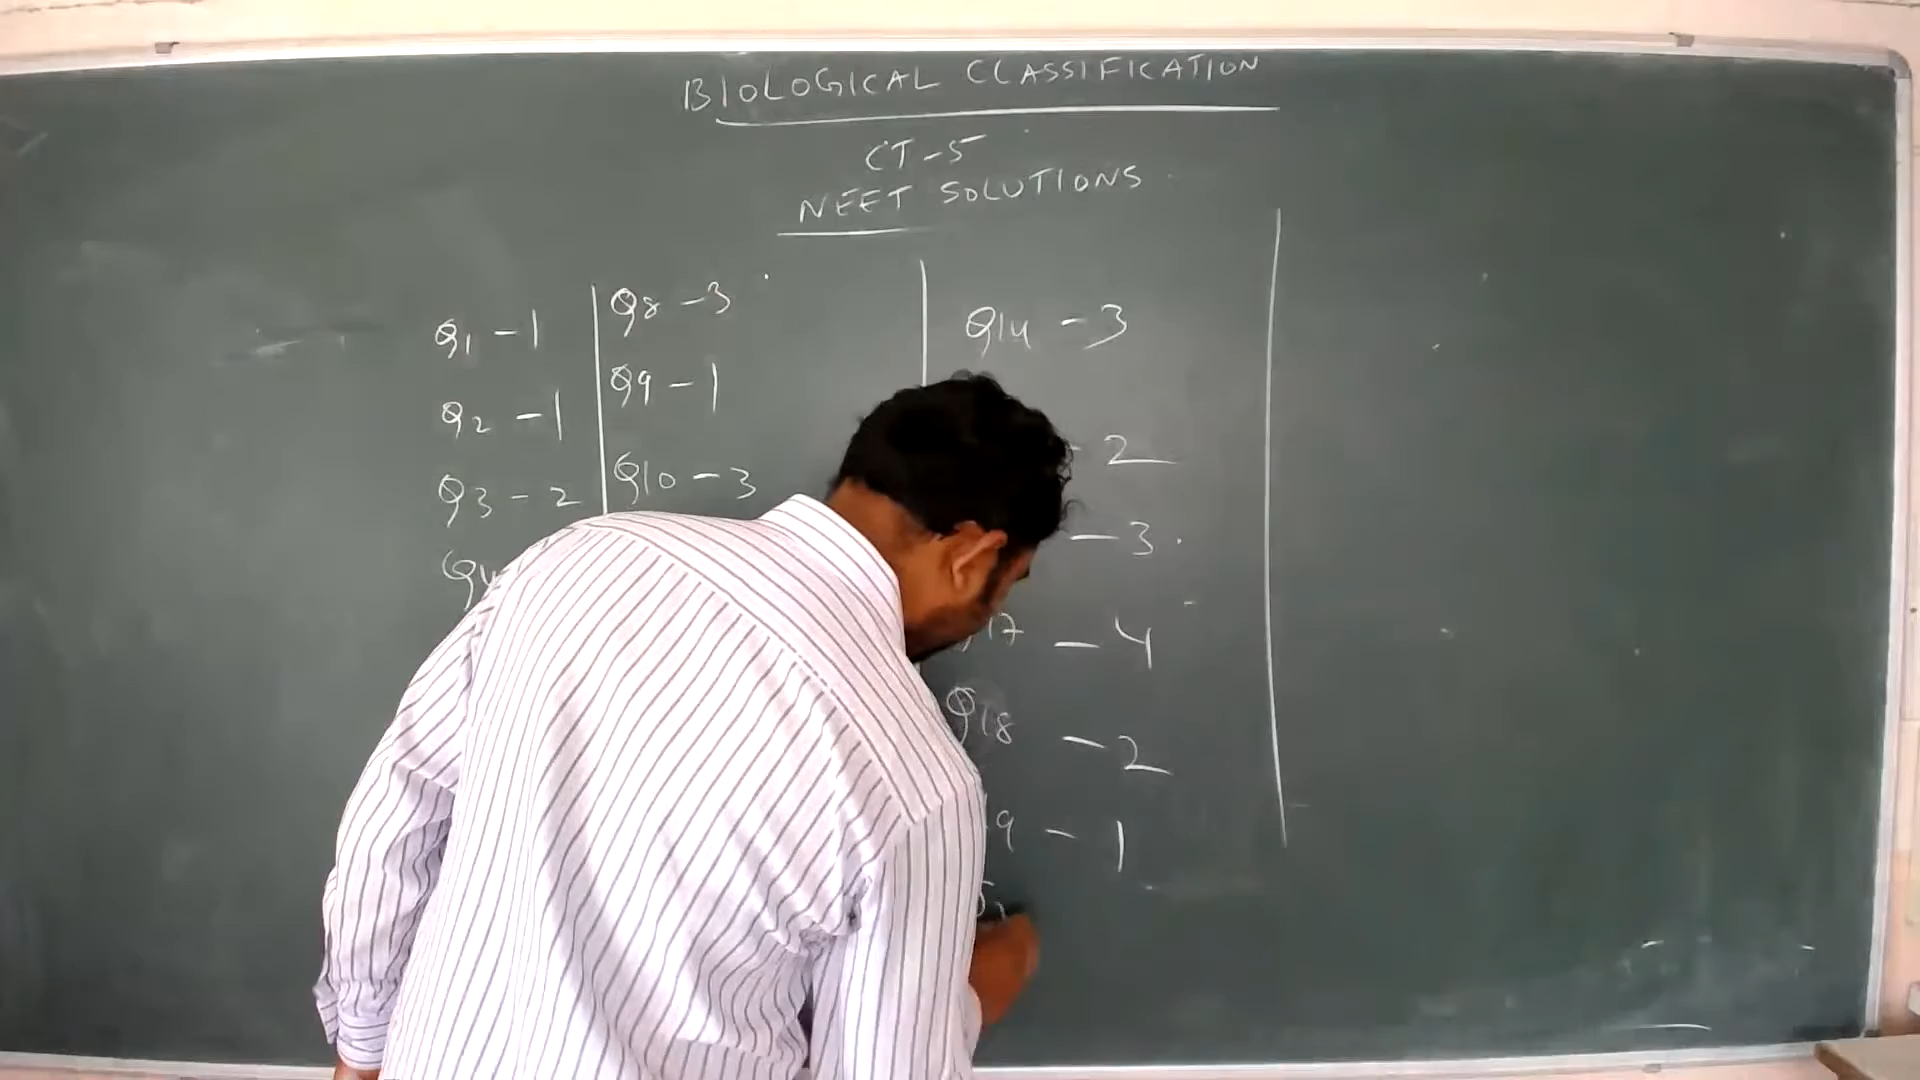 BIOLOGICAL CLASSIFICATION
CT-5
NEET SOLUTIONS
Q1 - 1
Q2 - 1
Q3 - 2
Q4
Q8 - 3
Q9 - 1
Q10 - 3
Q14 - 3
- 2
- 3
17 - 4
Q18 - 2
19 - 1